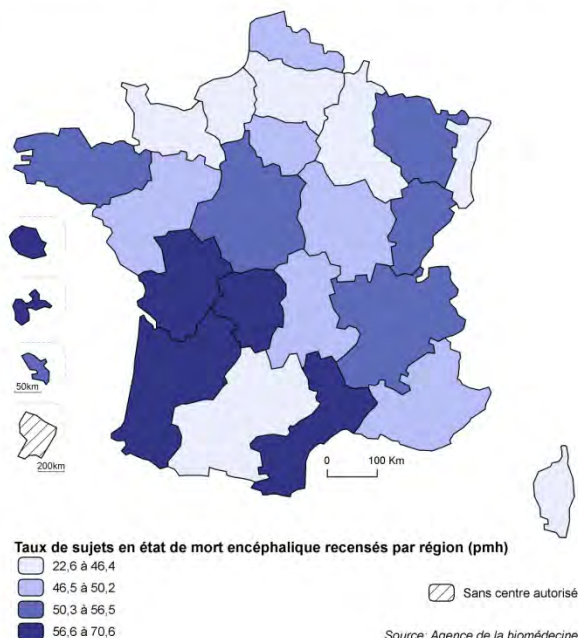 50km
200km
0 100 Km
Taux de sujets en état de mort encéphalique recensés par région (pmh)
22,6 à 46,4
46,5 à 50,2
50,3 à 56,5
56,6 à 70,6
Sans centre autorisé
Source: Agence de la biomédecine